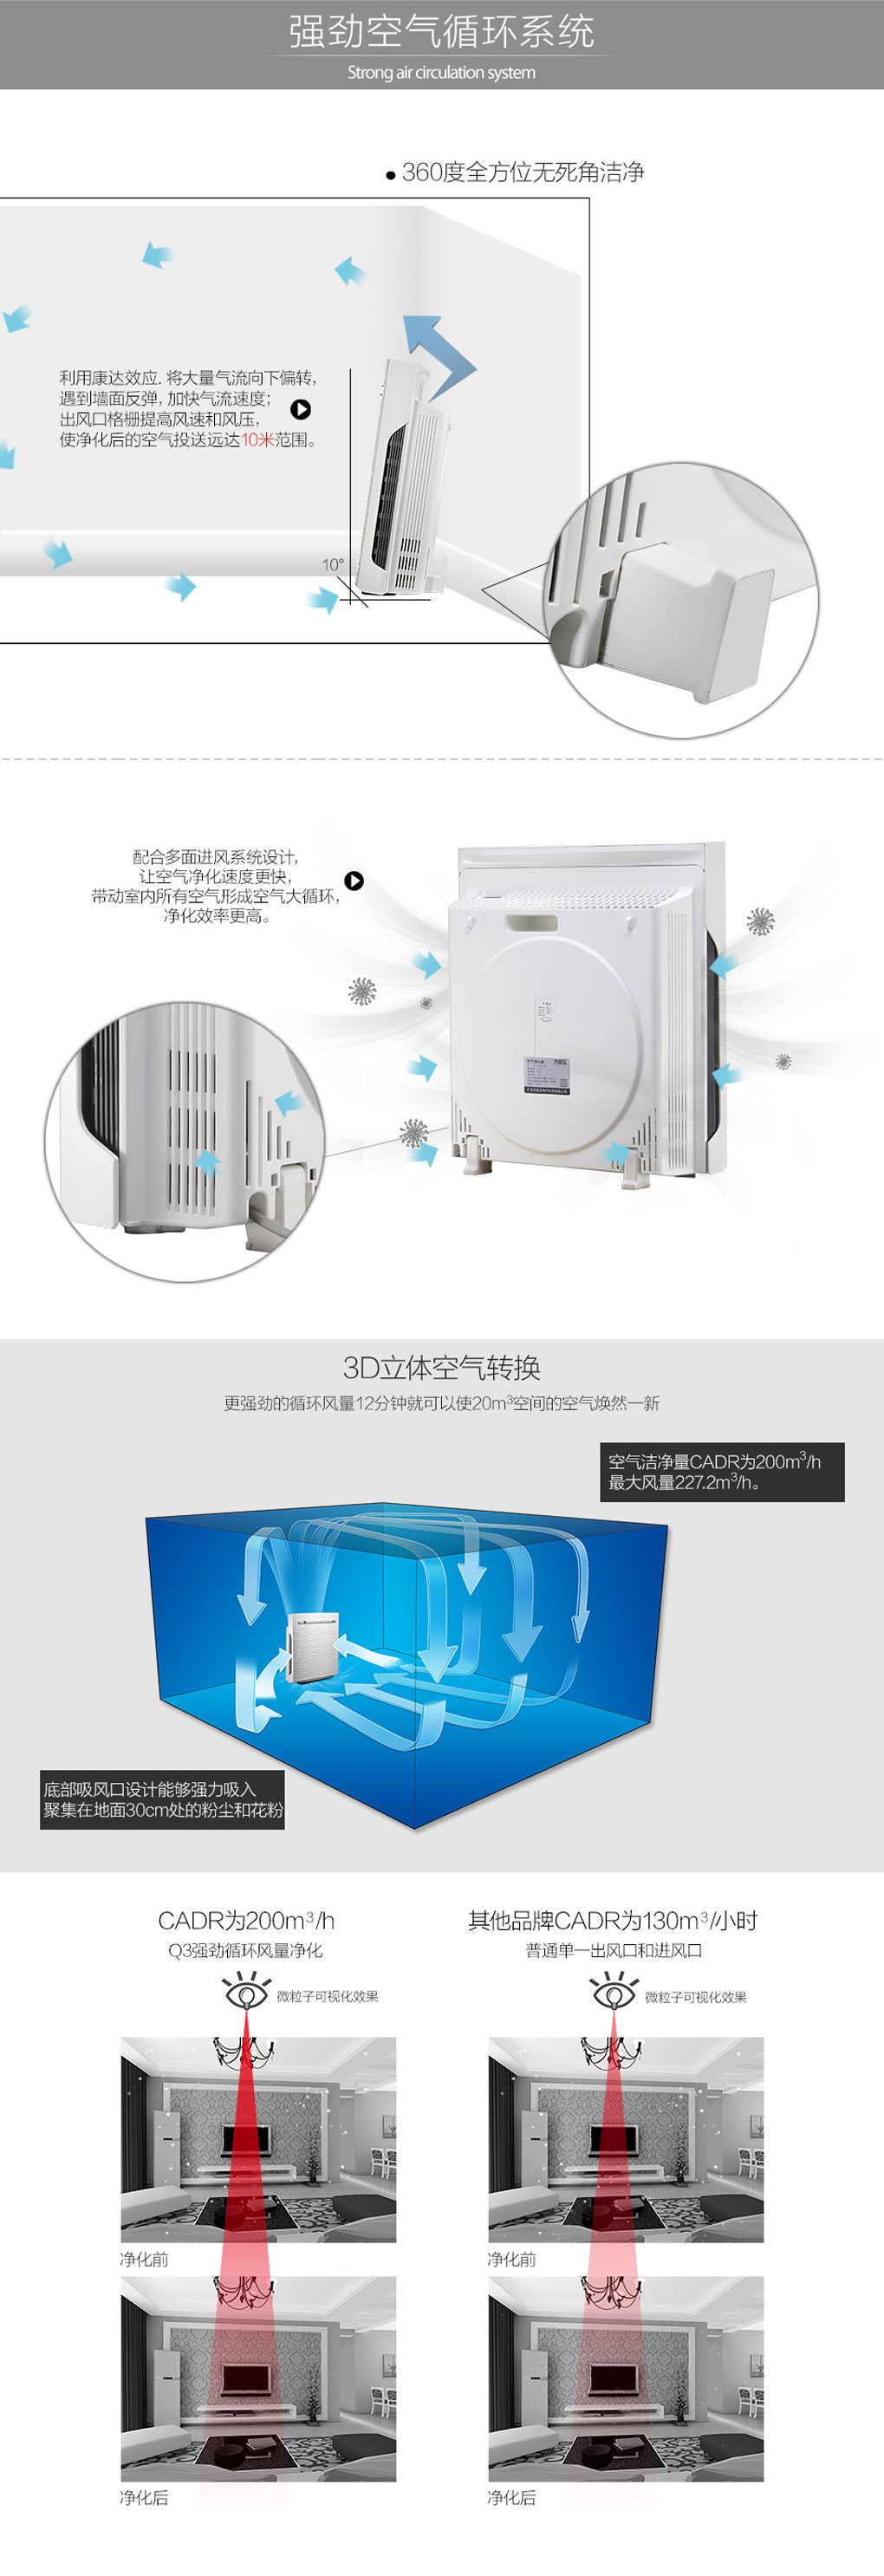 强劲空气循环系统
Strong air circulation system
● 360度全方位无死角洁净
利用康达效应. 将大量气流向下偏转,
遇到墙面反弹, 加快气流速度;
出风口格栅提高风速和风压,
使净化后的空气投送远达10米范围。
10°
配合多面进风系统设计,
让空气净化速度更快,
带动室内所有空气形成空气大循环,
净化效率更高。
3D立体空气转换
更强劲的循环风量12分钟就可以使20m³空间的空气焕然一新
空气洁净量CADR为200m³/h
最大风量227.2m³/h。
底部吸风口设计能够强力吸入
聚集在地面30cm处的粉尘和花粉
CADR为200m³/h
Q3强劲循环风量净化
微粒子可视化效果
净化前
净化后
其他品牌CADR为130m³/小时
普通单一出风口和进风口
微粒子可视化效果
净化前
净化后